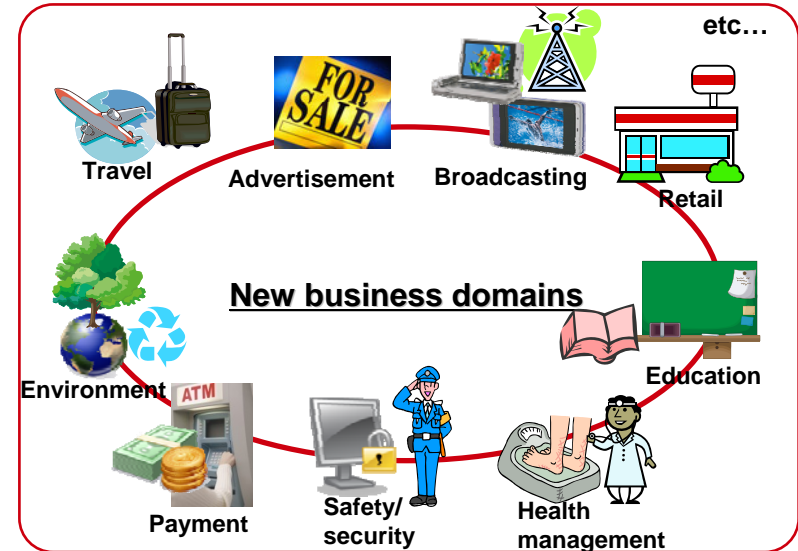 etc…
FOR
SALE
Travel
Advertisement
Broadcasting
Retail
New business domains
Environment
Education
ATM
Payment
Safety/
security
Health
management